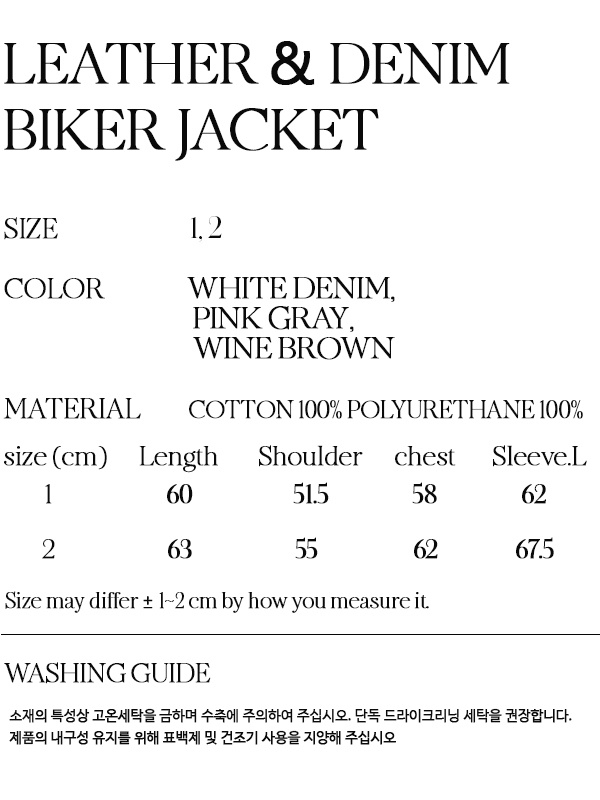 LEATHER & DENIM
BIKER JACKET
SIZE 1, 2
COLOR WHITE DENIM,
PINK GRAY,
WINE BROWN
MATERIAL COTTON 100% POLYURETHANE 100%
size (cm) Length Shoulder chest Sleeve.L
1 60 51.5 58 62
2 63 55 62 67.5
Size may differ ± 1~2 cm by how you measure it.
WASHING GUIDE
소재의 특성상 고온세탁을 금하며 수축에 주의하여 주십시오. 단독 드라이크리닝 세탁을 권장합니다.
제품의 내구성 유지를 위해 표백제 및 건조기 사용을 지양해 주십시오